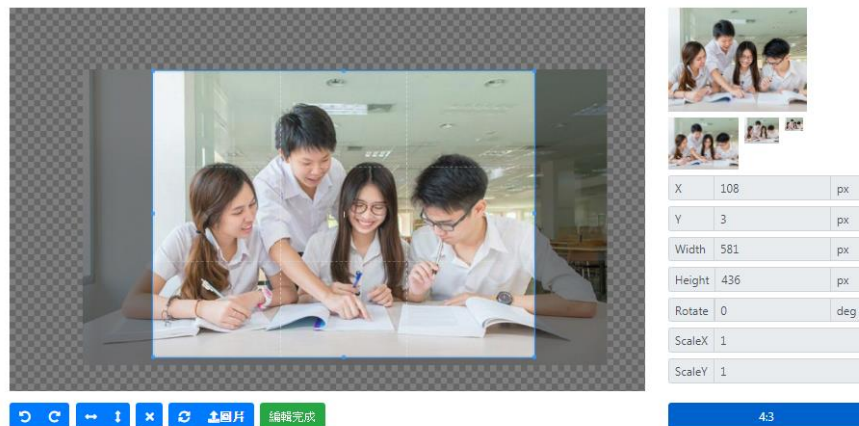 X 108 px
Y 3 px
Width 581 px
Height 436 px
Rotate 0 deg
ScaleX 1
ScaleY 1
圖片 編輯完成 4:3